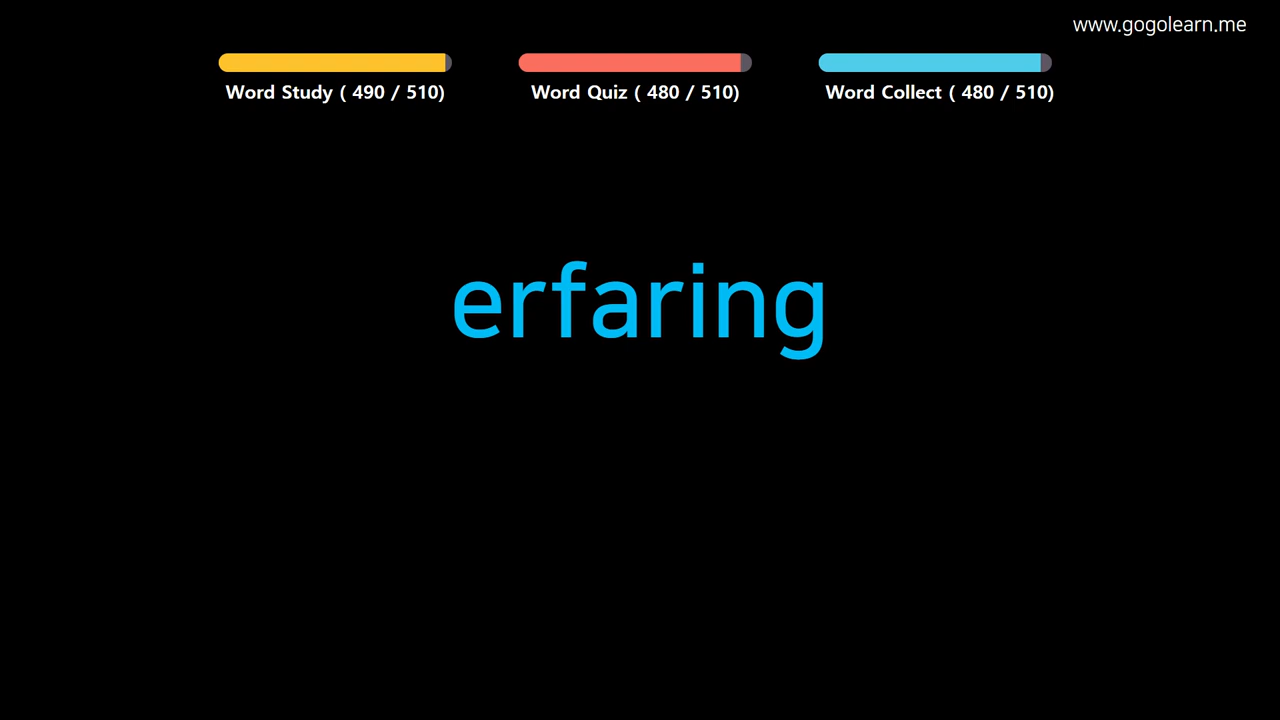 www.gogolearn.me
Word Study ( 490 / 510)
Word Quiz ( 480 / 510)
Word Collect ( 480 / 510)
erfaring